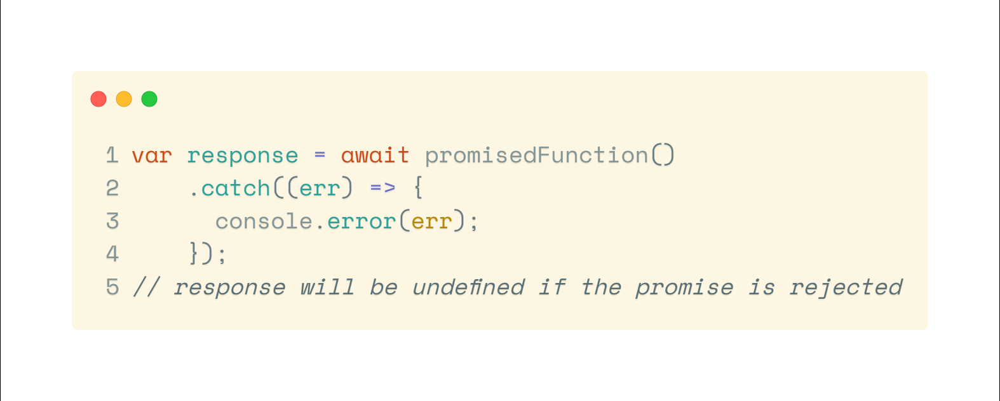 1 var response = await promisedFunction()
2     .catch((err) => {
3       console.error(err);
4     });
5 // response will be undefined if the promise is rejected